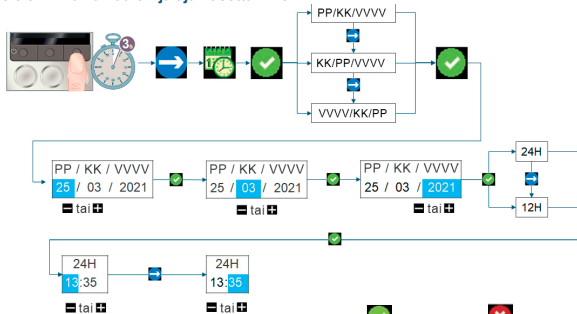 3s
PP/KK/VVVV
KK/PP/VVVV
VVVV/KK/PP
PP / KK / VVVV
25 / 03 / 2021
tai
PP / KK / VVVV
25 / 03 / 2021
tai
PP / KK / VVVV
25 / 03 / 2021
tai
24H
12H
24H
13:35
tai
24H
13:35
tai